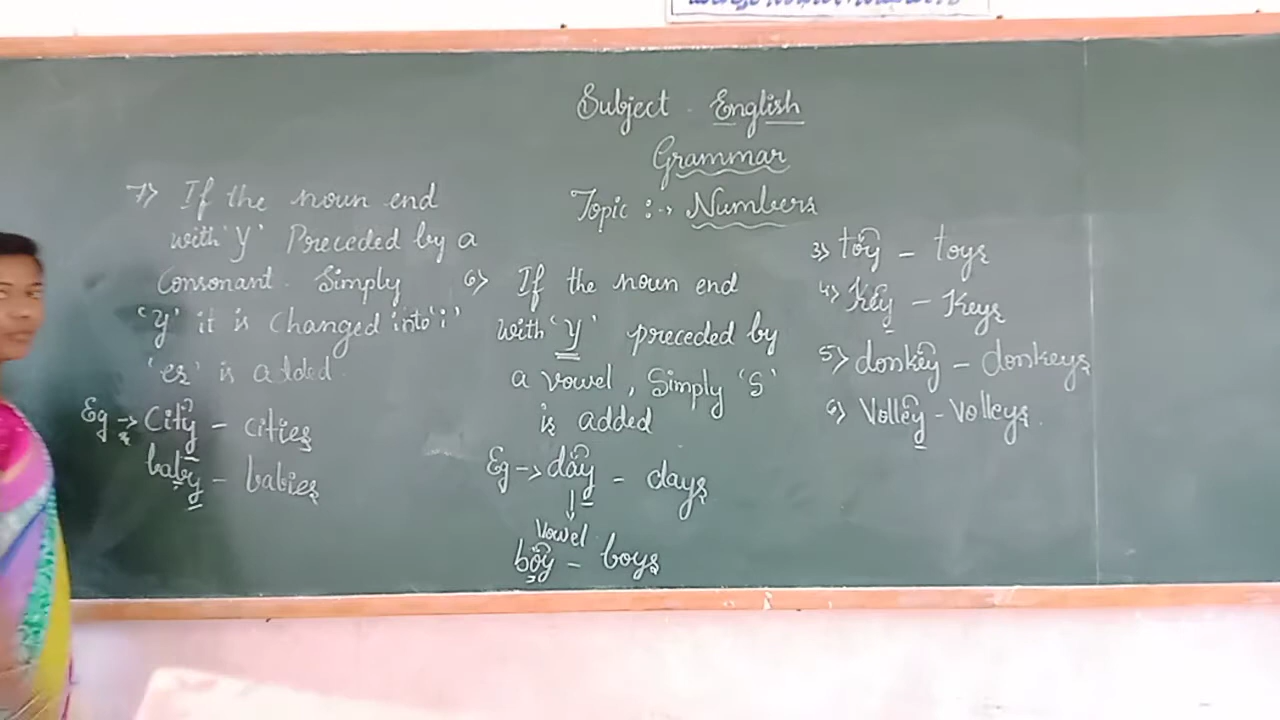 Subject - English
Grammar
Topic :-> Numbers
7> If the noun end
with 'Y' Preceded by a
Consonant. Simply
'Y' it is changed into 'i'
'es' is added.
Eg -> City - cities
baby - babies
6> If the noun end
with 'Y' preceded by
a vowel, Simply 'S'
is added
Eg -> day - days
↓
Vowel
boy - boys
3> toy - toys
4> Key - Keys
5> donkey - donkeys
6> Volley - Volleys.